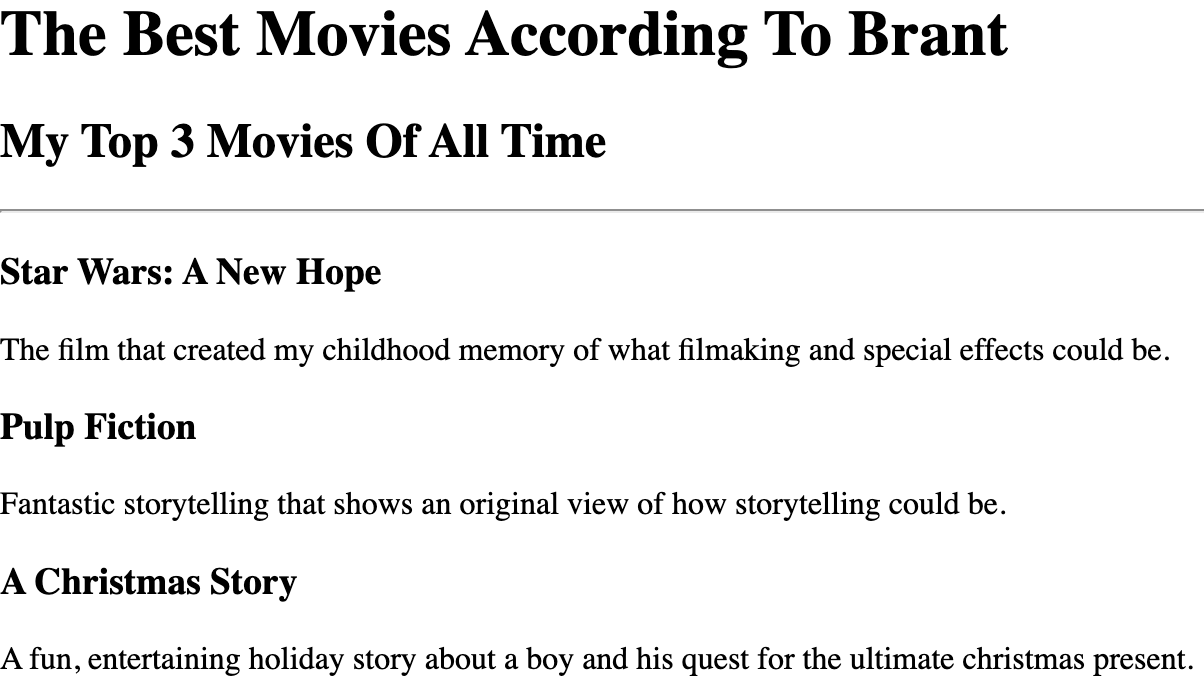 The Best Movies According To Brant
My Top 3 Movies Of All Time
Star Wars: A New Hope
The film that created my childhood memory of what filmaking and special effects could be.
Pulp Fiction
Fantastic storytelling that shows an original view of how storytelling could be.
A Christmas Story
A fun, entertaining holiday story about a boy and his quest for the ultimate christmas present.